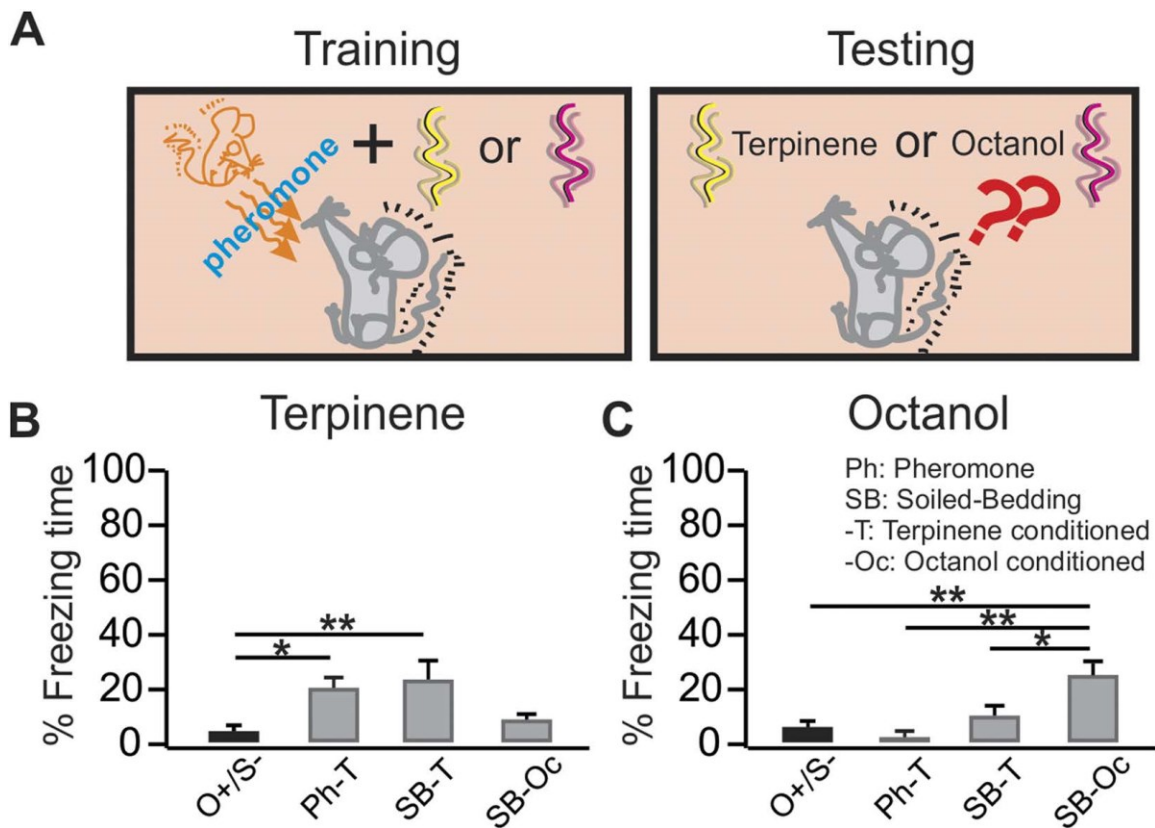 A
Training
Testing
pheromone
+
or
Terpinene or Octanol
??
B
Terpinene
% Freezing time
100
80
60
40
20
0
**
*
O+/S-
Ph-T
SB-T
SB-Oc
C
Octanol
% Freezing time
100
80
60
40
20
0
Ph: Pheromone
SB: Soiled-Bedding
-T: Terpinene conditioned
-Oc: Octanol conditioned
**
**
*
O+/S-
Ph-T
SB-T
SB-Oc